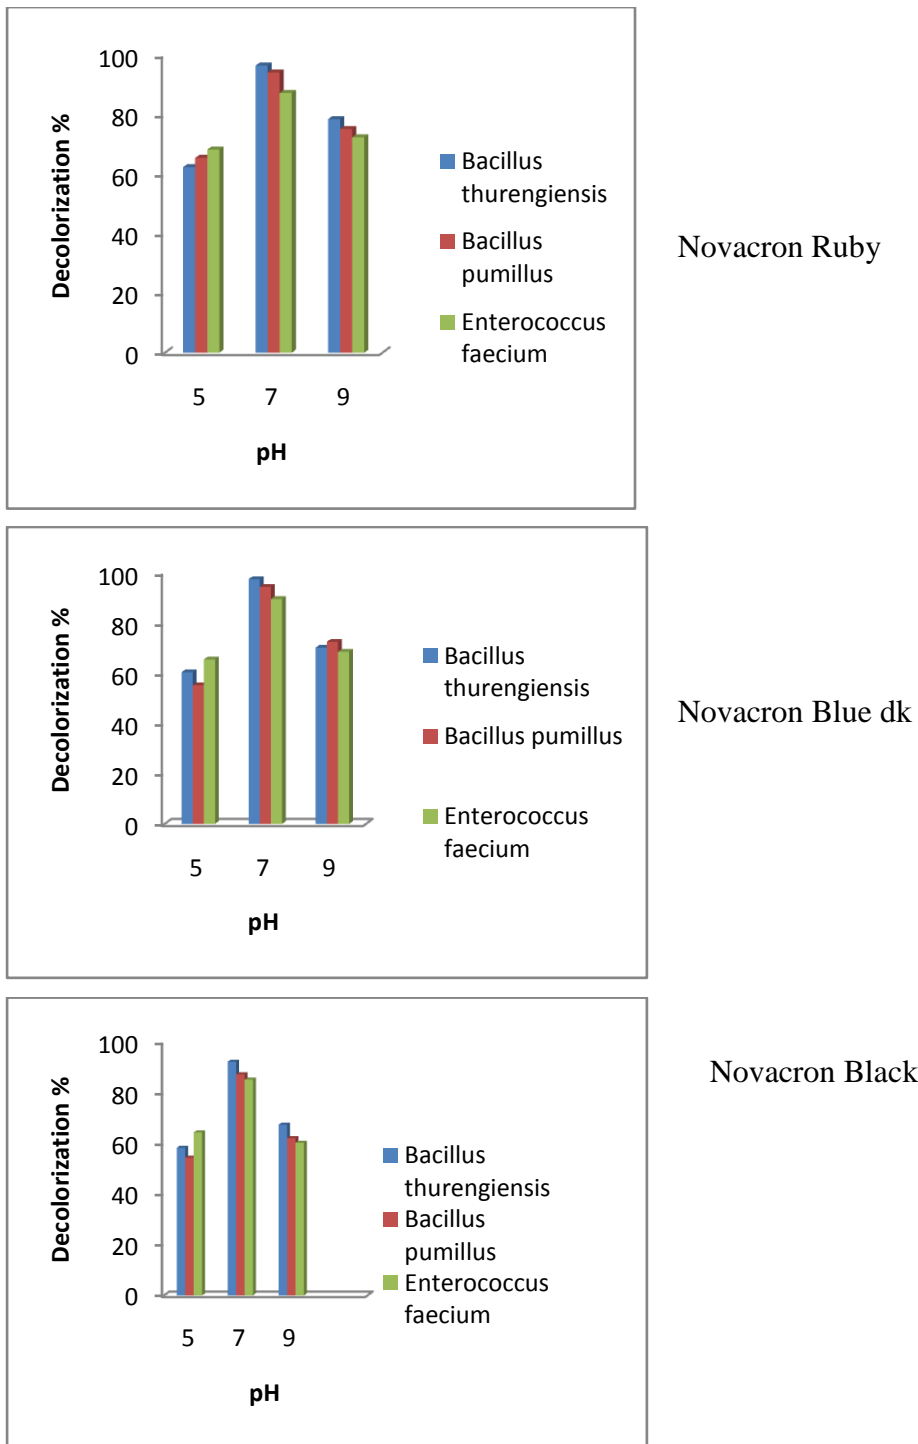 100
80
60
40
20
0
Decolorization %
5 7 9
pH
Bacillus
thurengiensis
Bacillus
pumillus
Enterococcus
faecium
Novacron Ruby
100
80
60
40
20
0
Decolorization %
5 7 9
pH
Bacillus
thurengiensis
Bacillus pumillus
Enterococcus
faecium
Novacron Blue dk
100
80
60
40
20
0
Decolorization %
5 7 9
pH
Bacillus
thurengiensis
Bacillus
pumillus
Enterococcus
faecium
Novacron Black